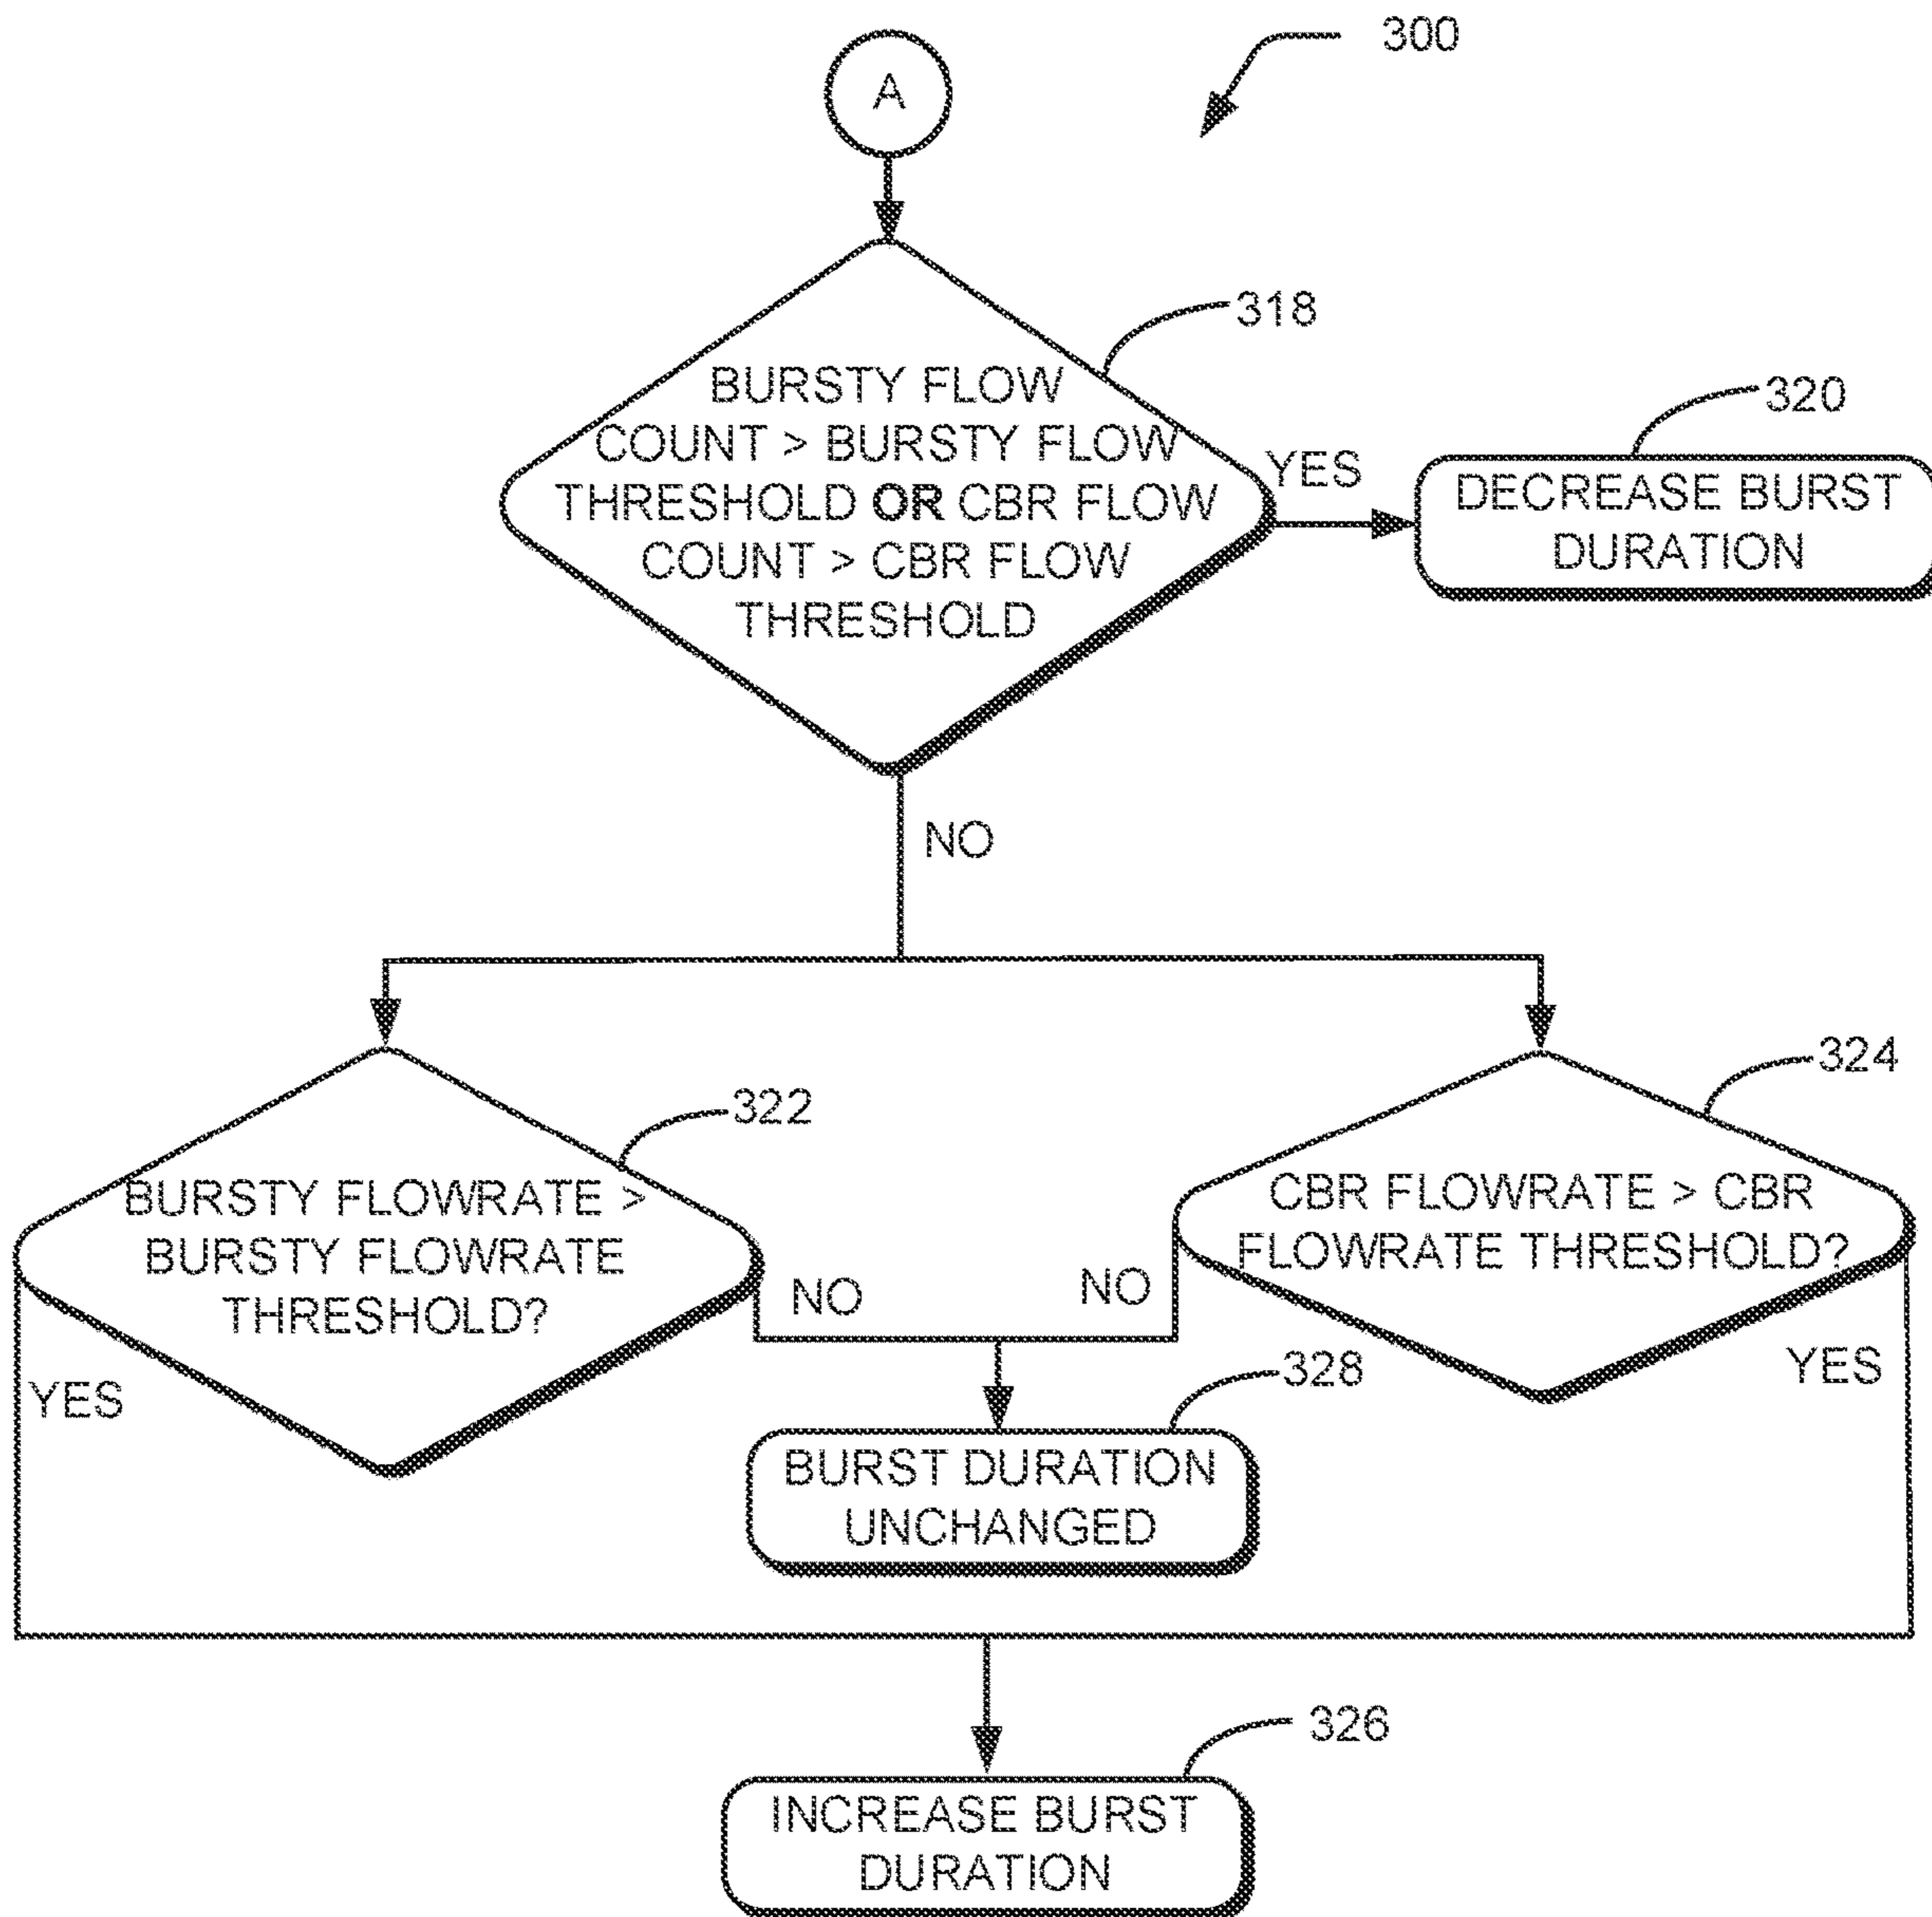 300
A
318
BURSTY FLOW
COUNT > BURSTY FLOW
THRESHOLD OR CBR FLOW
COUNT > CBR FLOW
THRESHOLD
YES
320
DECREASE BURST
DURATION
NO
322
BURSTY FLOWRATE >
BURSTY FLOWRATE
THRESHOLD?
324
CBR FLOWRATE > CBR
FLOWRATE THRESHOLD?
NO
NO
YES
YES
328
BURST DURATION
UNCHANGED
326
INCREASE BURST
DURATION